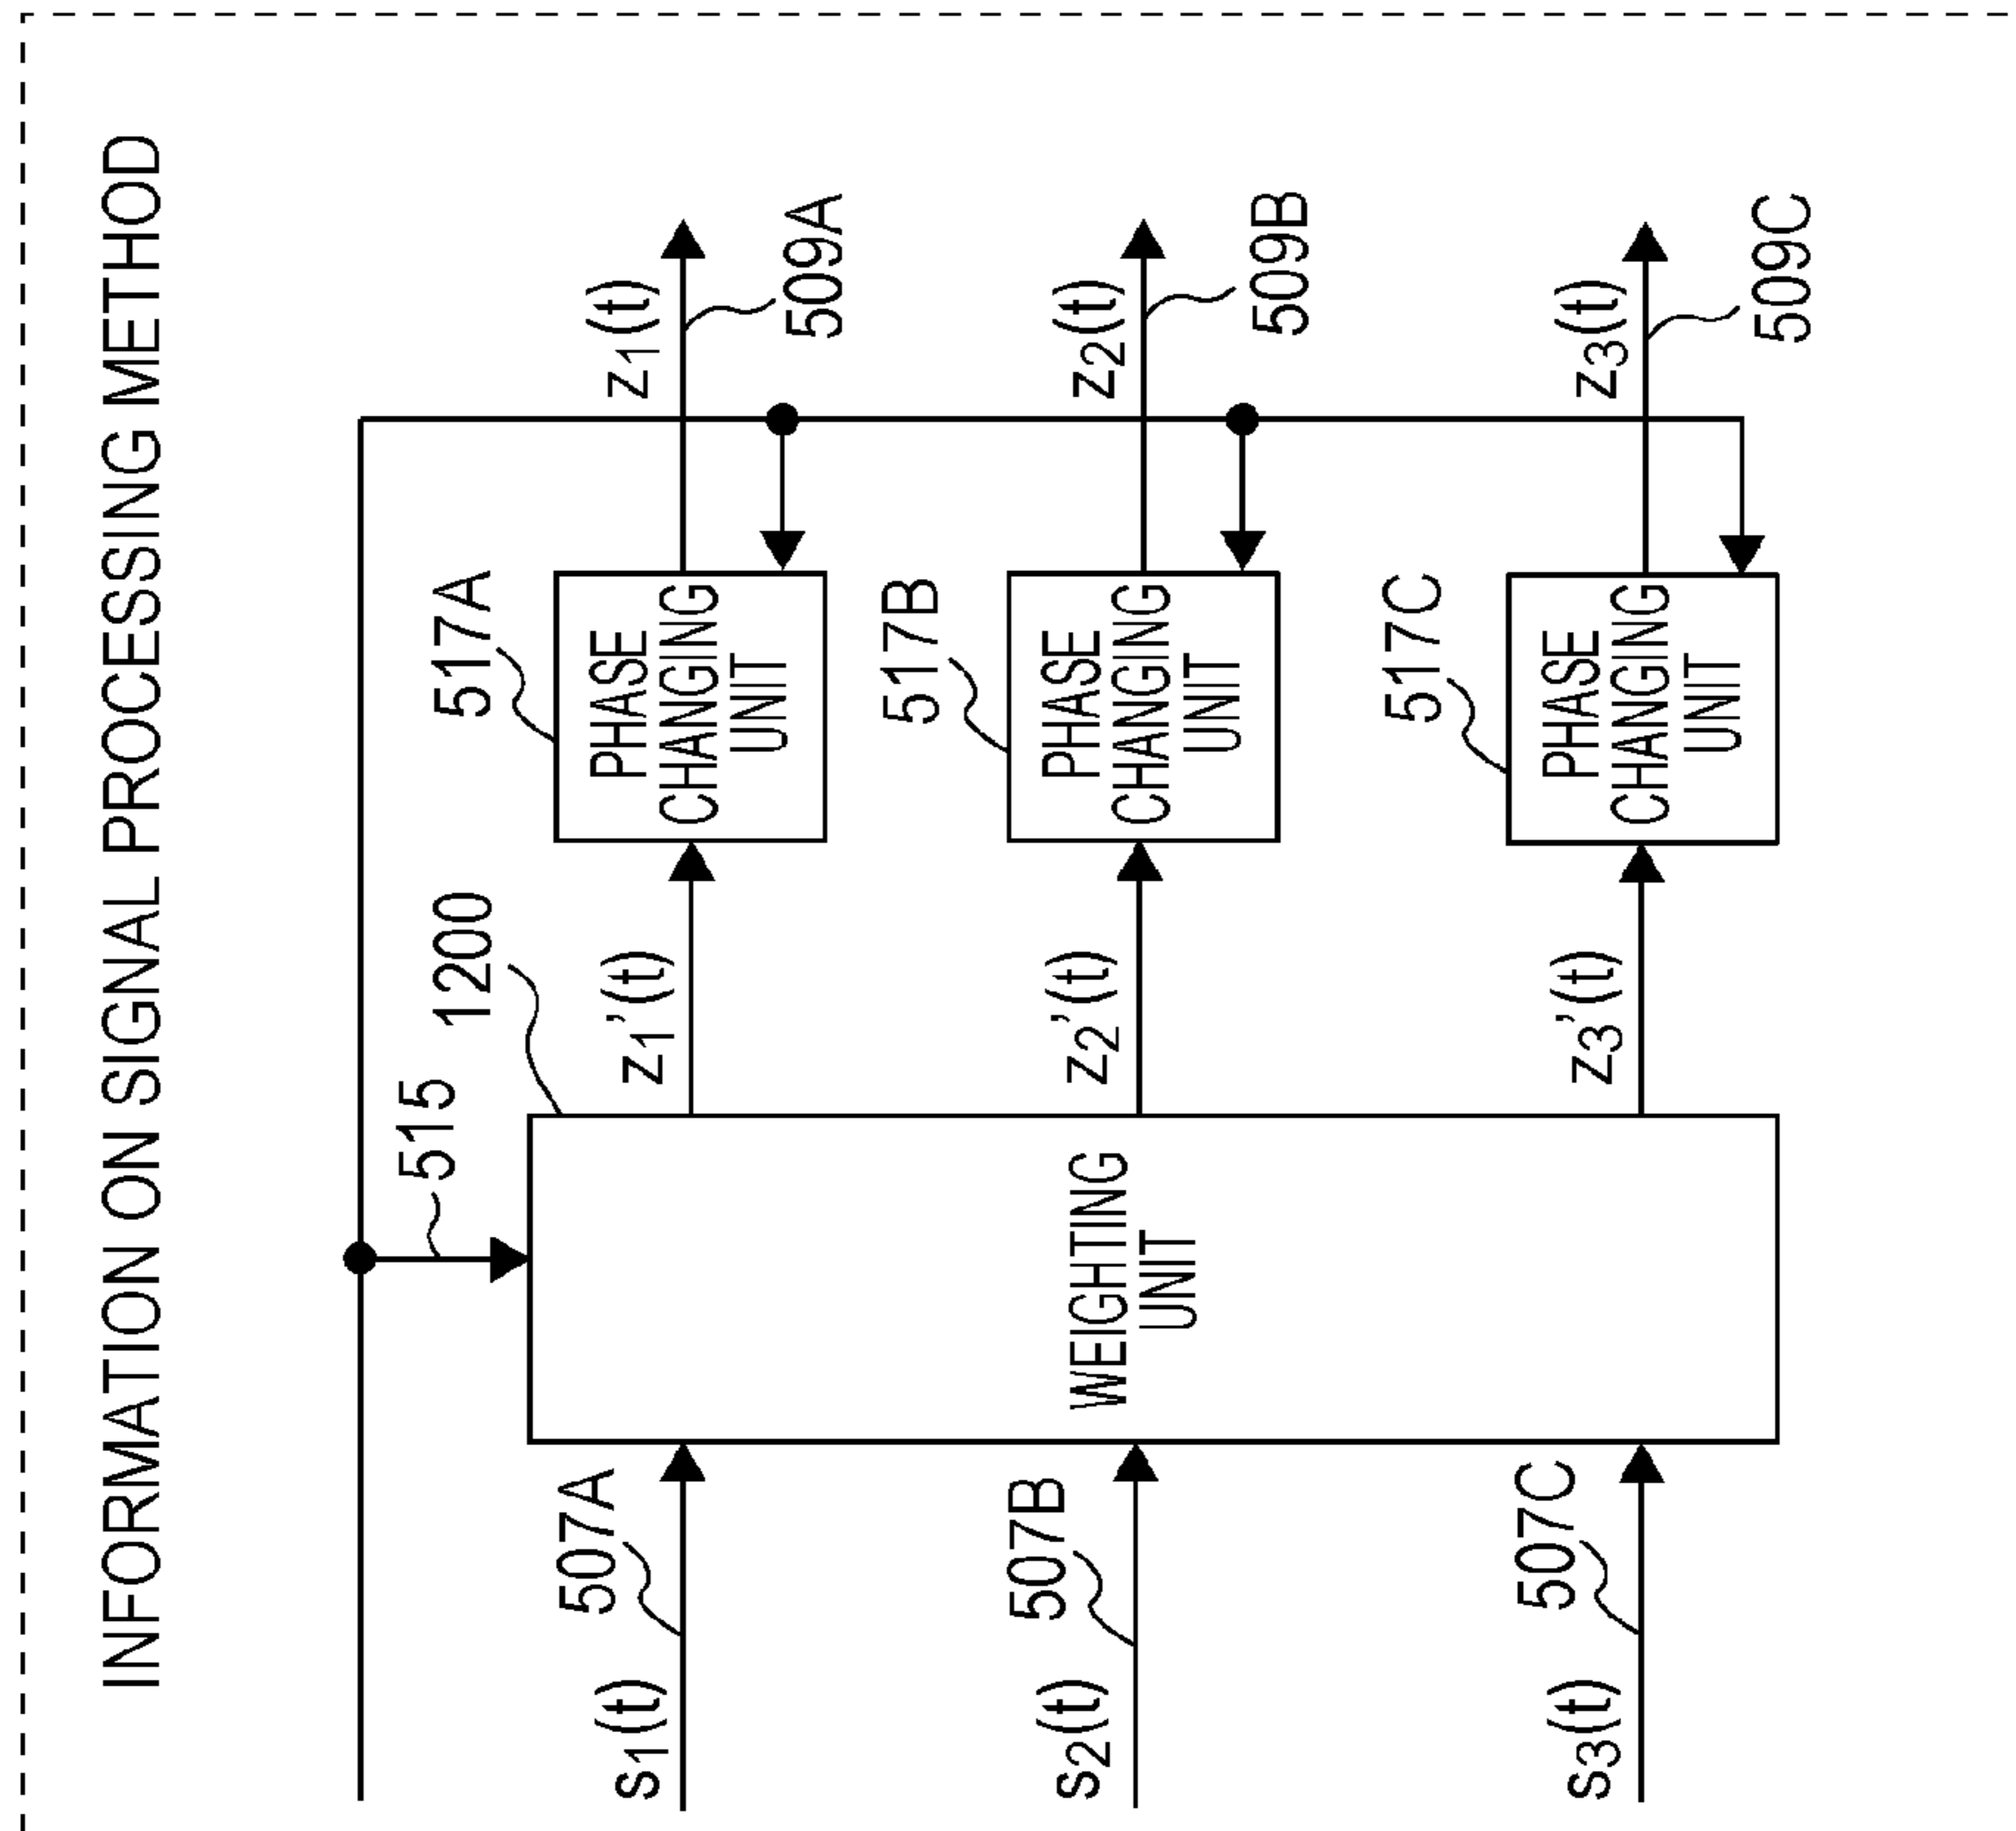 INFORMATION ON SIGNAL PROCESSING METHOD
515
1200
517A
s1(t)
507A
z1'(t)
PHASE
CHANGING
UNIT
z1(t)
509A
517B
s2(t)
507B
WEIGHTING
UNIT
z2'(t)
PHASE
CHANGING
UNIT
z2(t)
509B
517C
s3(t)
507C
z3'(t)
PHASE
CHANGING
UNIT
z3(t)
509C